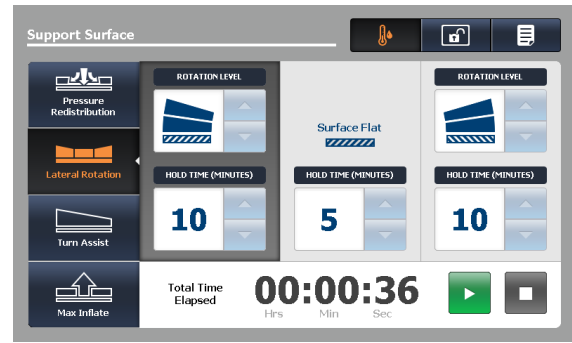 Support Surface
Pressure
Redistribution
Lateral Rotation
Turn Assist
Max Inflate
ROTATION LEVEL
HOLD TIME (MINUTES)
10
Surface Flat
HOLD TIME (MINUTES)
5
ROTATION LEVEL
HOLD TIME (MINUTES)
10
Total Time
Elapsed
00:00:36
Hrs Min Sec